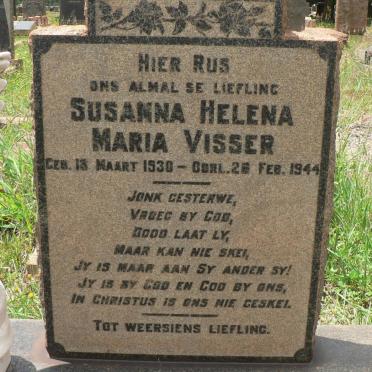 HIER RUS
ONS ALMAL SE LIEFLING
SUSANNA HELENA
MARIA VISSER
GEB. 13 MAART 1930 - OORL. 26 FEB. 1944
JONK GESTERWE,
VROEG BY GOD,
DOOD LAAT LY,
MAAR KAN NIE SKEI,
JY IS MAAR AAN SY ANDER SY!
JY IS BY GOD EN GOD BY ONS,
IN CHRISTUS IS ONS NIE GESKEI.
TOT WEERSIENS LIEFLING.